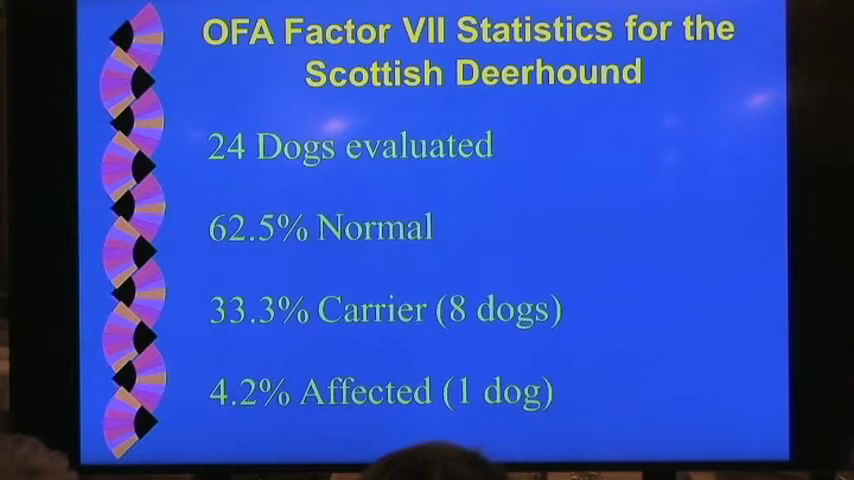 OFA Factor VII Statistics for the
Scottish Deerhound
24 Dogs evaluated
62.5% Normal
33.3% Carrier (8 dogs)
4.2% Affected (1 dog)